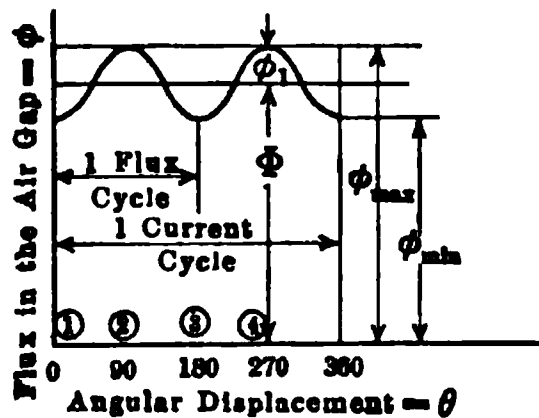 Flux in the Air Gap = ϕ
ϕ₁
1 Flux
Cycle
Φ
ϕmax
1 Current
Cycle
ϕmin
① ② ③ ④
0 90 180 270 360
Angular Displacement = θ